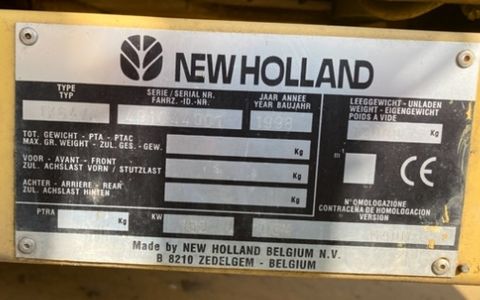 NEW HOLLAND
TYPE TYP
SERIE/SERIAL NR. FAHRZ.-ID.-NR.
JAAR ANNEE YEAR BAUJAHR
1998
LEEGGEWICHT - UNLADEN WEIGHT - EIGENGEWICHT POIDS A VIDE
Kg
TOT. GEWICHT - PTA - PTAC MAX. GR. WEIGHT - ZUL. GES. - GEW.
Kg
VOOR - AVANT - FRONT ZUL. ACHSLAST VORN / STUTZLAST
Kg
m
CE
ACHTER - ARRIÈRE - REAR ZUL. ACHSLAST HINTEN
Kg
N° OMOLOGAZIONE CONTRACENA DE HOMOLOGACION VERSION
PTRA
Kg
KW
Made by NEW HOLLAND BELGIUM N.V.
B 8210 ZEDELGEM - BELGIUM